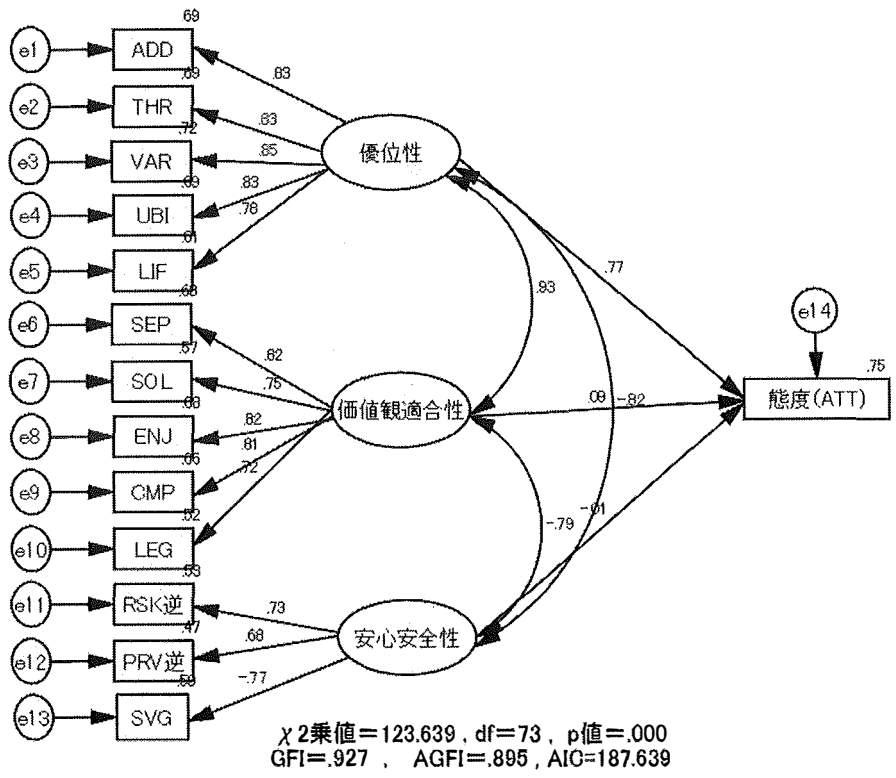 .69
e1 ADD
.83
.69
e2 THR
.83
.72
e3 VAR
.85
.69
e4 UBI
.83
.78
.61
e5 LIF
優位性
.77
.93
.68
e6 SEP
.82
.57
e7 SOL
.75
.68
e8 ENJ
.82
.81
.66
e9 CMP
.72
.52
e10 LEG
価値観適合性
.09
-.82
e14
.75
態度(ATT)
-.79
-.01
.53
e11 RSK逆
.73
.47
e12 PRV逆
.68
.59
e13 SVG
-.77
安心安全性
χ2乗値=123.639 , df=73 , p値=.000
GFI=.927 , AGFI=.895 , AIC=187.639